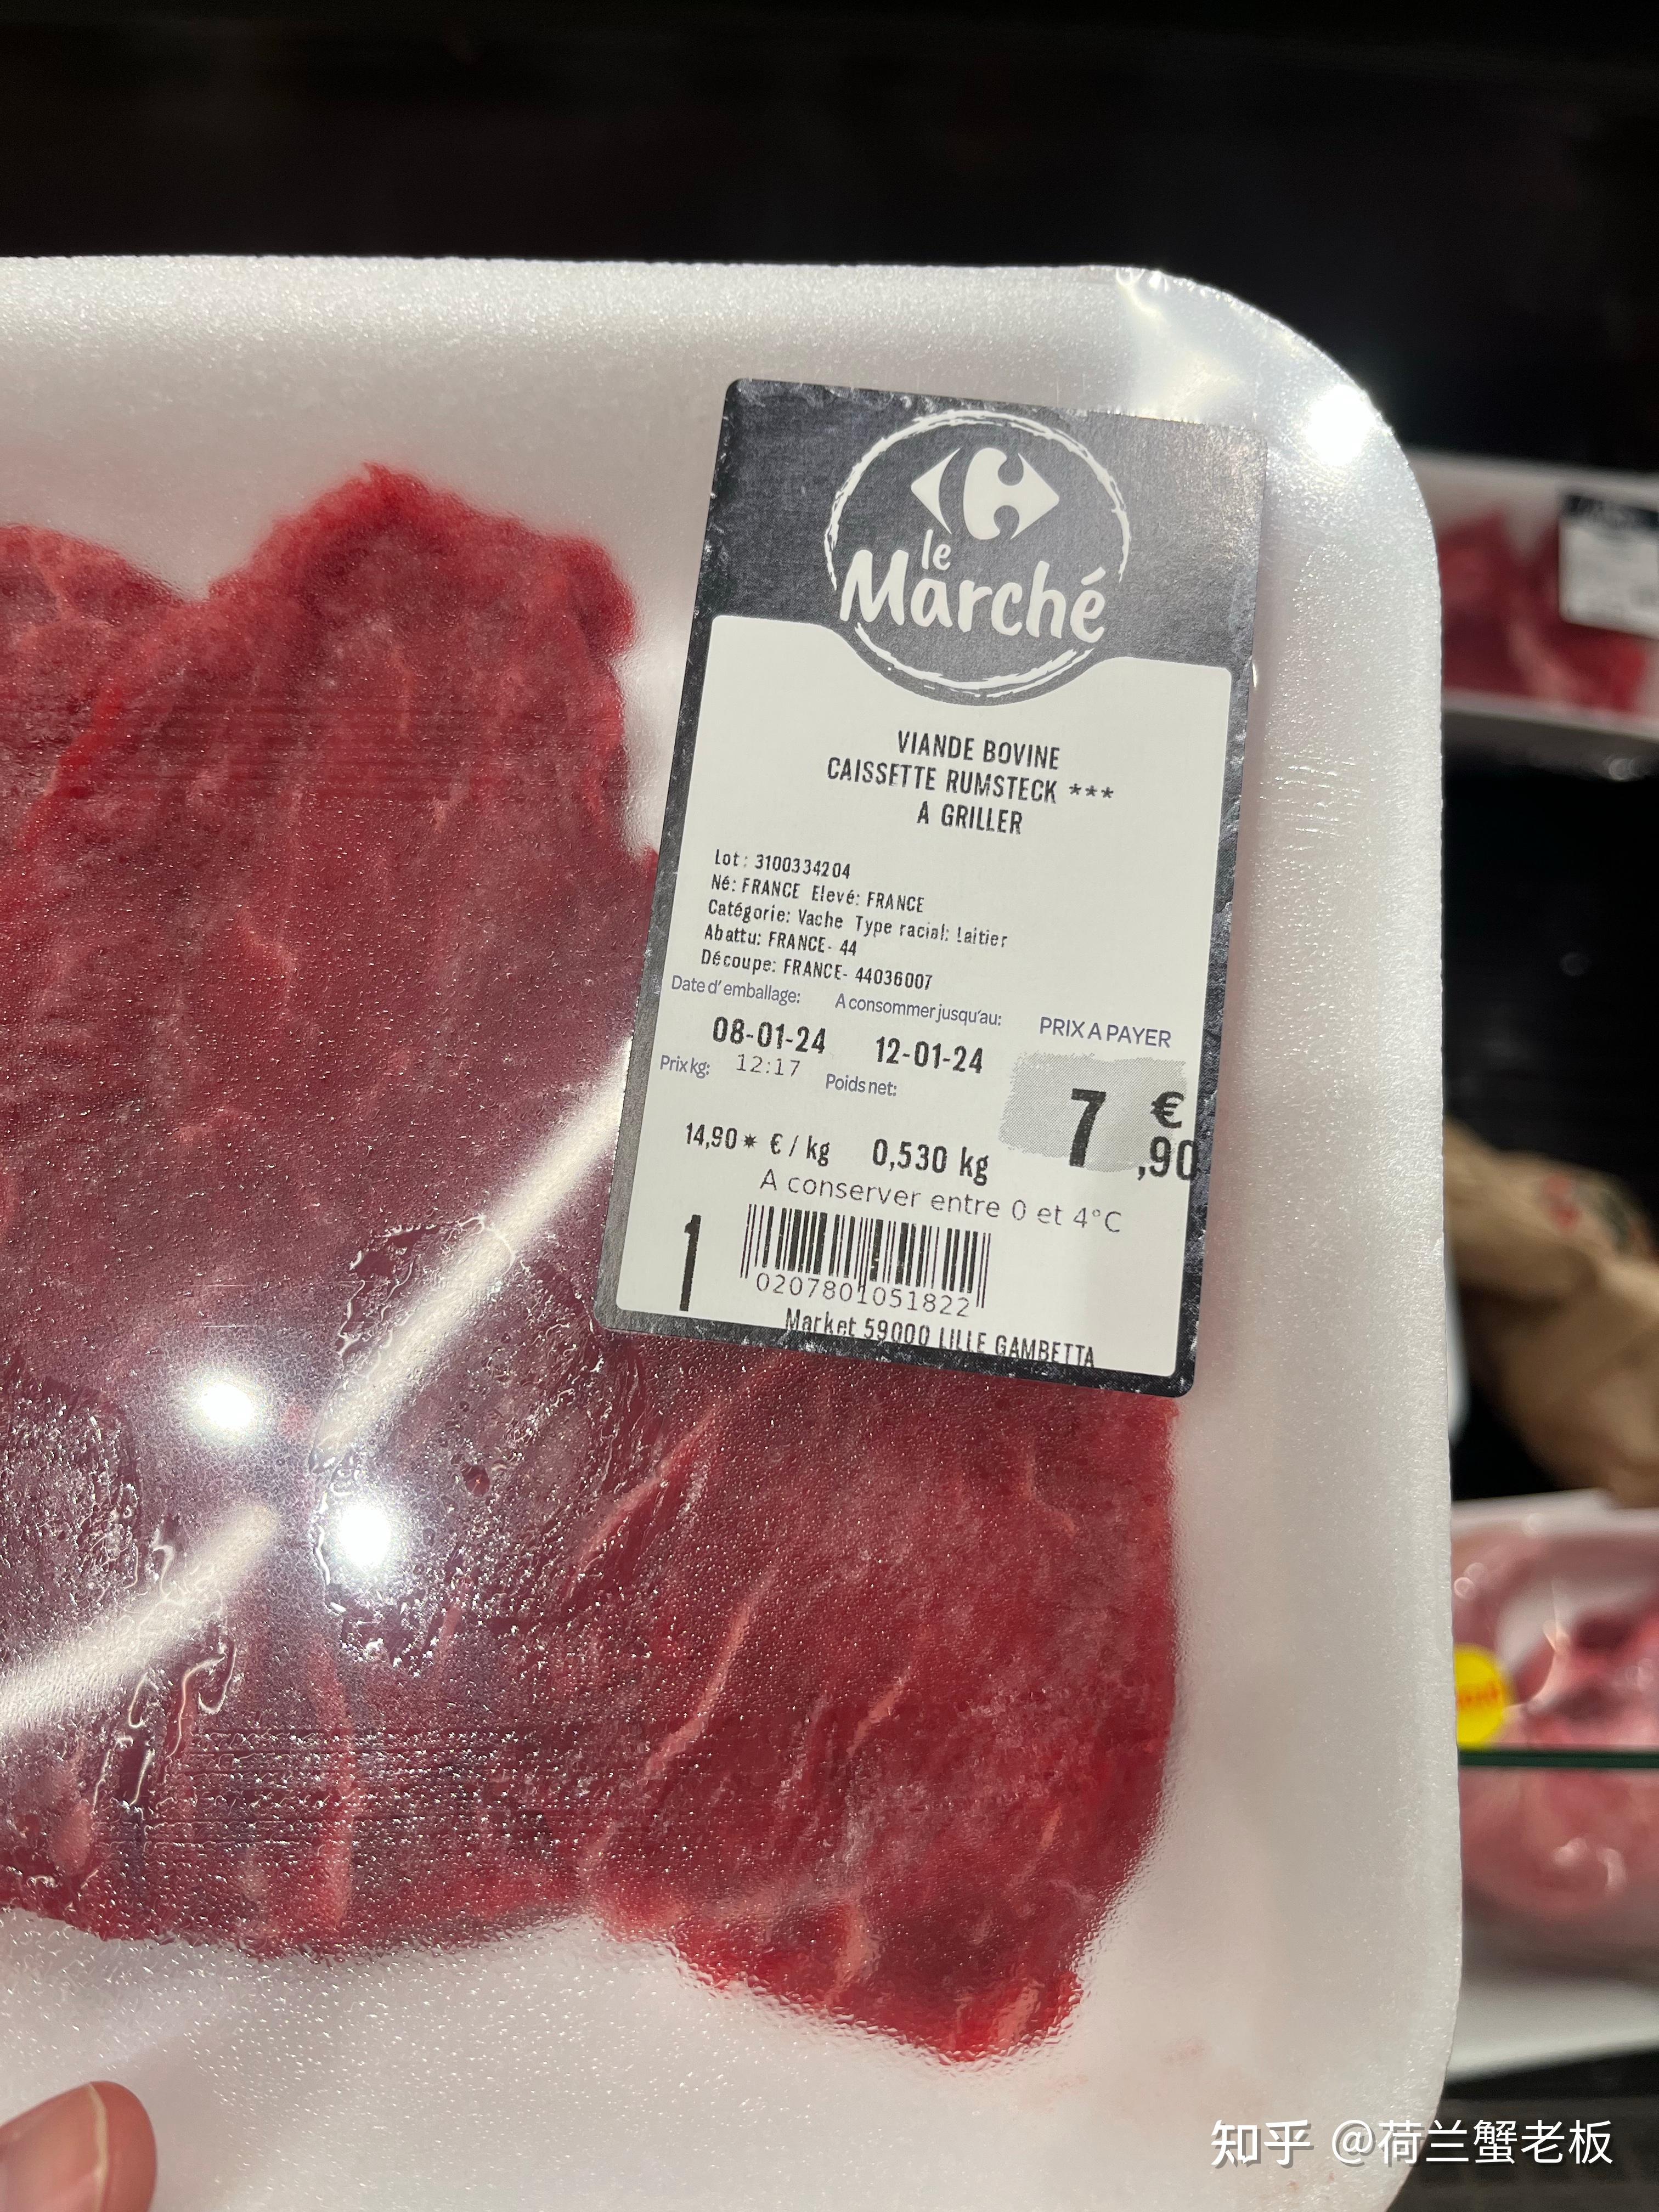 le
Marché
VIANDE BOVINE
CAISSETTE RUMSTECK ***
A GRILLER
Lot: 3100334204
Né: FRANCE Elevé: FRANCE
Catégorie: Vache Type racial: Laitier
Abattu: FRANCE- 44
Découpe: FRANCE- 44036007
Date d'emballage: A consommer jusqu'au:
08-01-24 12-01-24
12:17
PRIX A PAYER
7 €
,90
Prix kg: Poids net:
14,90* € / kg 0,530 kg
A conserver entre 0 et 4°C
1
0207801051822
Market 59000 LILLE GAMBETTA
知乎 @荷兰蟹老板